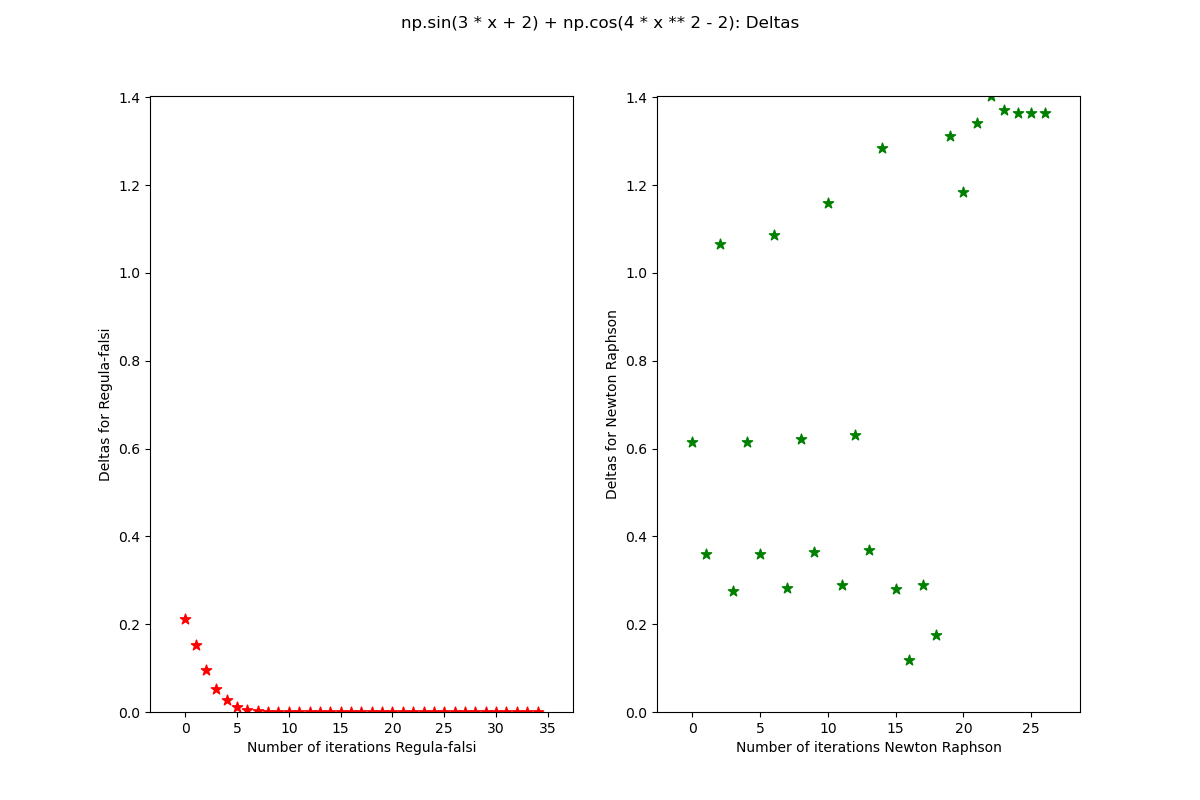 np.sin(3 * x + 2) + np.cos(4 * x ** 2 - 2): Deltas
Deltas for Regula-falsi
1.4
1.2
1.0
0.8
0.6
0.4
0.2
0.0
0 5 10 15 20 25 30 35
Number of iterations Regula-falsi
Deltas for Newton Raphson
1.4
1.2
1.0
0.8
0.6
0.4
0.2
0.0
0 5 10 15 20 25
Number of iterations Newton Raphson